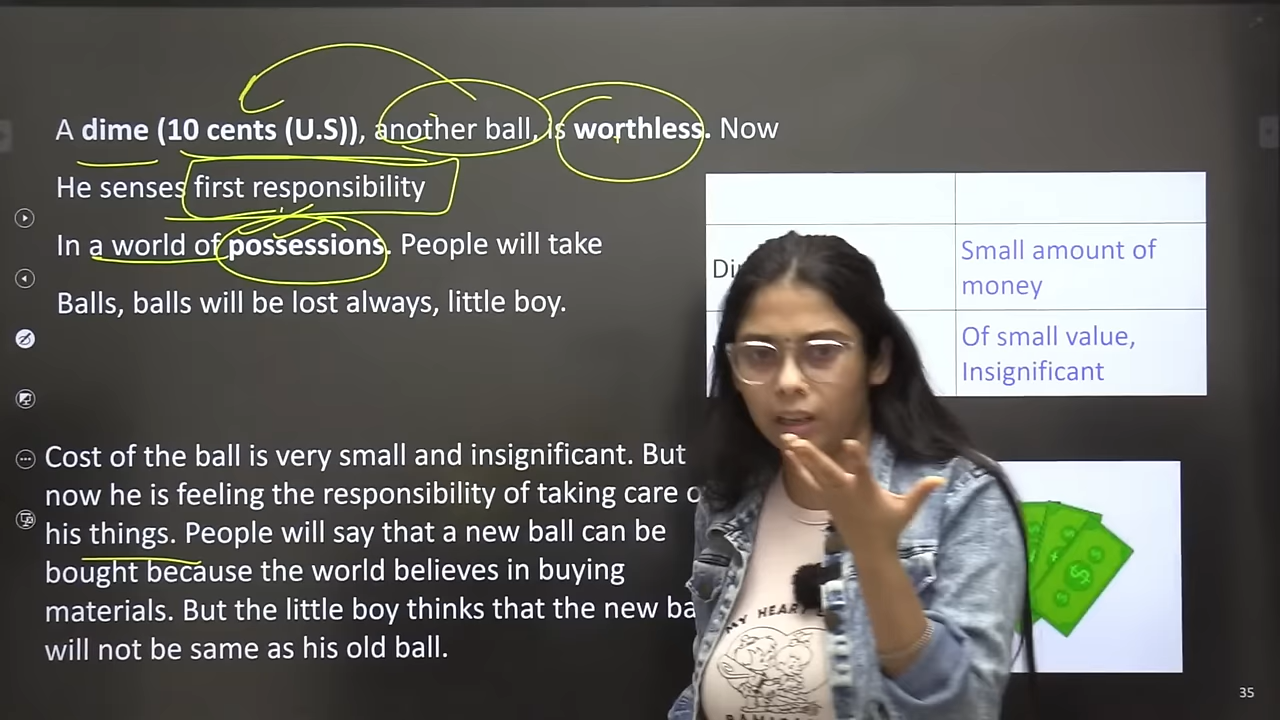 A dime (10 cents (U.S)), another ball, is worthless. Now
He senses first responsibility
In a world of possessions. People will take
Balls, balls will be lost always, little boy.
Small amount of
money
Of small value,
Insignificant
Cost of the ball is very small and insignificant. But
now he is feeling the responsibility of taking care
his things. People will say that a new ball can be
bought because the world believes in buying
materials. But the little boy thinks that the new
will not be same as his old ball.
MY HEART
35